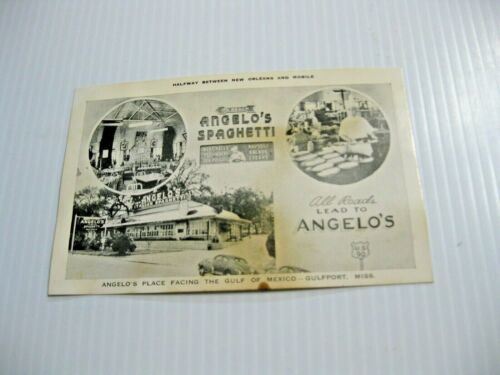 HALFWAY BETWEEN NEW ORLEANS AND MOBILE
ANGELO'S
SPAGHETTI
All Roads
LEAD TO
ANGELO'S
U S
90
ANGELO'S
ANGELO'S PLACE FACING THE GULF OF MEXICO — GULFPORT, MISS.